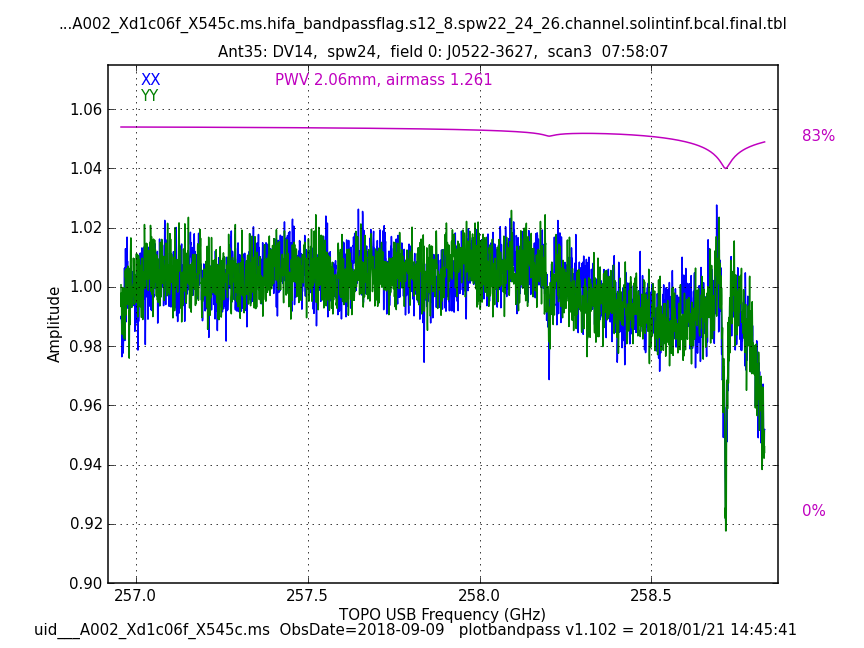 ...A002_Xd1c06f_X545c.ms.hifa_bandpassflag.s12_8.spw22_24_26.channel.solintinf.bcal.final.tbl
Ant35: DV14, spw24, field 0: J0522-3627, scan3 07:58:07
XX
PWV 2.06mm, airmass 1.261
YY
1.06
83%
1.04
1.02
1.00
Amplitude
0.98
0.96
0.94
0.92
0%
0.90
257.0 257.5 258.0 258.5
TOPO USB Frequency (GHz)
uid___A002_Xd1c06f_X545c.ms ObsDate=2018-09-09 plotbandpass v1.102 = 2018/01/21 14:45:41